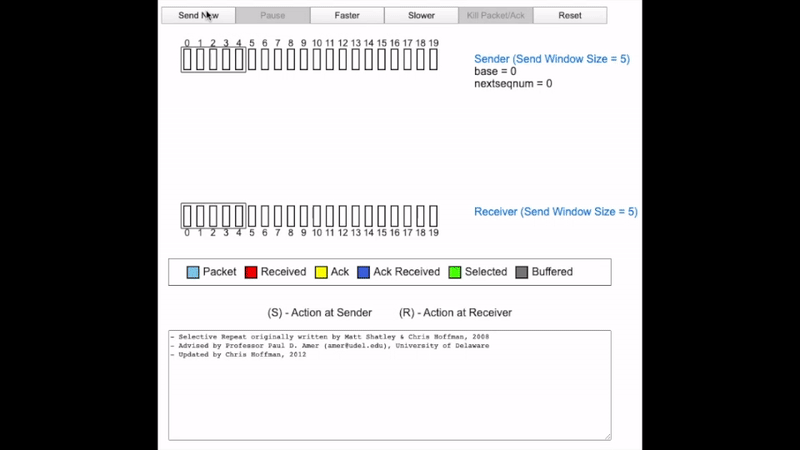 Send New Pause Faster Slower Kill Packet/Ack Reset
0 1 2 3 4 5 6 7 8 9 10 11 12 13 14 15 16 17 18 19
Sender (Send Window Size = 5)
base = 0
nextseqnum = 0
Receiver (Send Window Size = 5)
0 1 2 3 4 5 6 7 8 9 10 11 12 13 14 15 16 17 18 19
Packet Received Ack Ack Received Selected Buffered
(S) - Action at Sender (R) - Action at Receiver
- Selective Repeat originally written by Matt Shatley & Chris Hoffman, 2008
- Advised by Professor Paul D. Amer (amer@udel.edu), University of Delaware
- Updated by Chris Hoffman, 2012